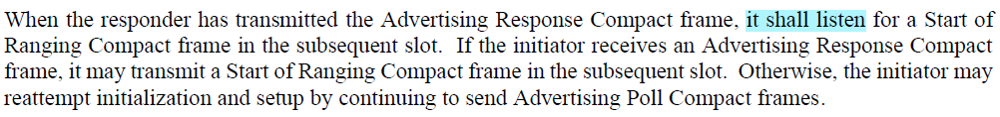 When the responder has transmitted the Advertising Response Compact frame, it shall listen for a Start of
Ranging Compact frame in the subsequent slot.  If the initiator receives an Advertising Response Compact
frame, it may transmit a Start of Ranging Compact frame in the subsequent slot.  Otherwise, the initiator may
reattempt initialization and setup by continuing to send Advertising Poll Compact frames.